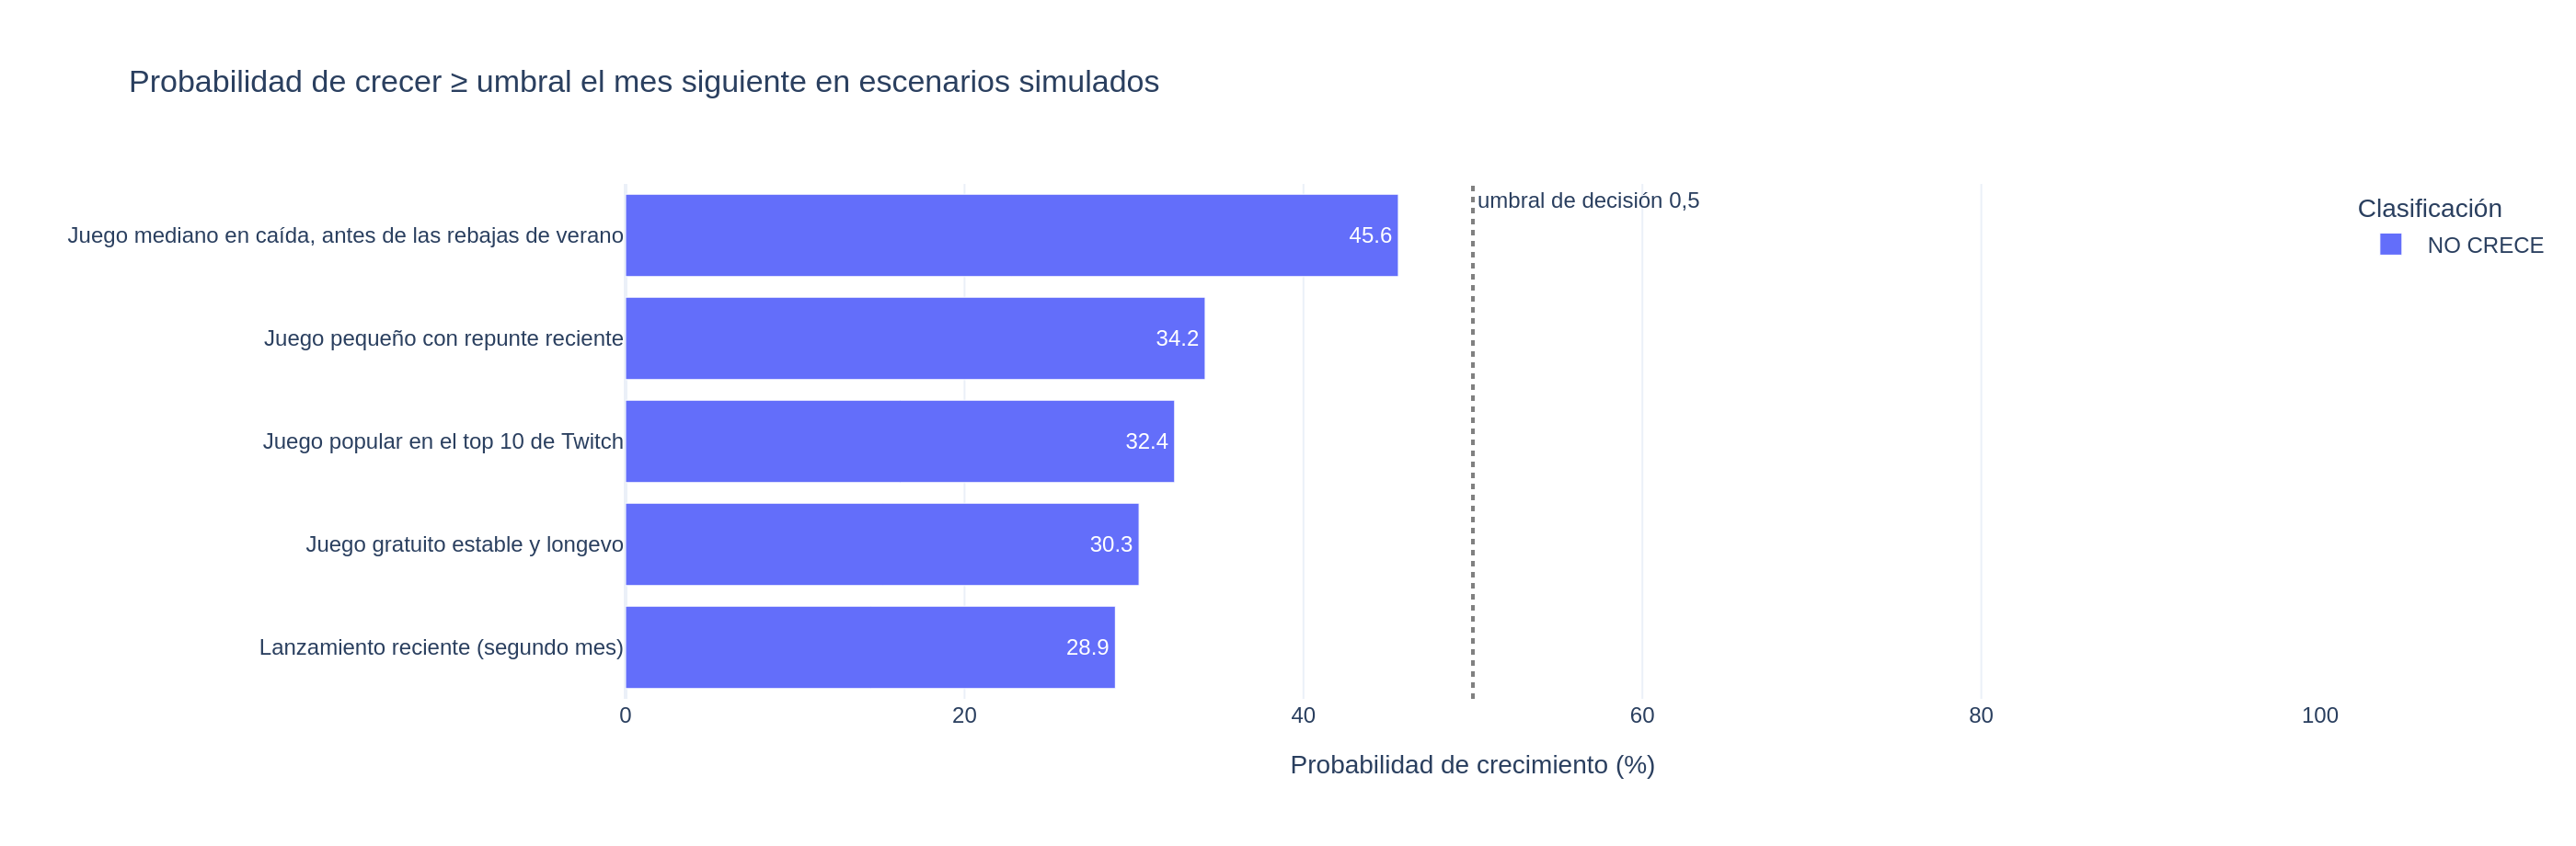 Probabilidad de crecer ≥ umbral el mes siguiente en escenarios simulados
umbral de decisión 0,5
Clasificación
NO CRECE
Juego mediano en caída, antes de las rebajas de verano
45.6
Juego pequeño con repunte reciente
34.2
Juego popular en el top 10 de Twitch
32.4
Juego gratuito estable y longevo
30.3
Lanzamiento reciente (segundo mes)
28.9
0 20 40 60 80 100
Probabilidad de crecimiento (%)